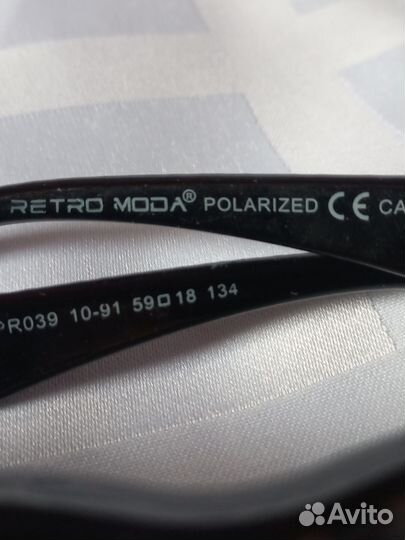 RETRO MODA® POLARIZED CE CA
PR039 10-91 59□18 134
Avito